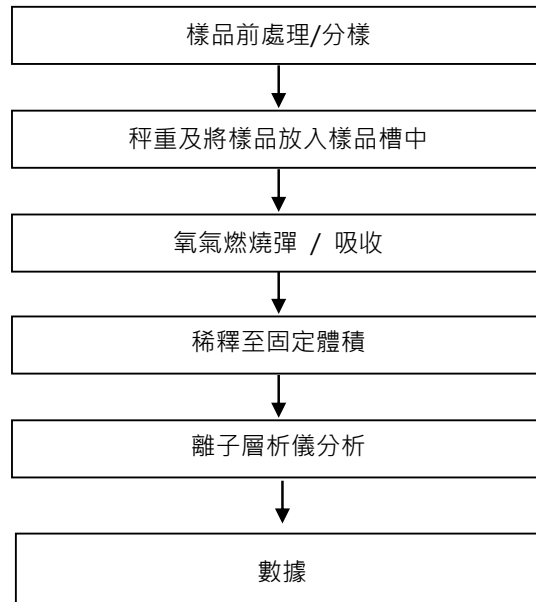 樣品前處理/分樣
秤重及將樣品放入樣品槽中
氧氣燃燒彈 / 吸收
稀釋至固定體積
離子層析儀分析
數據